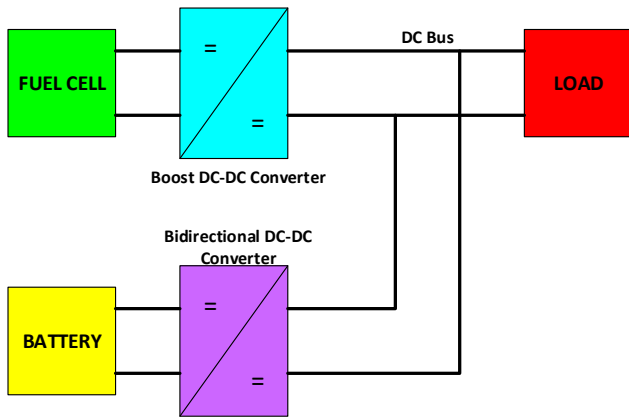 DC Bus
=
FUEL CELL
LOAD
=
Boost DC-DC Converter
Bidirectional DC-DC
Converter
=
BATTERY
=